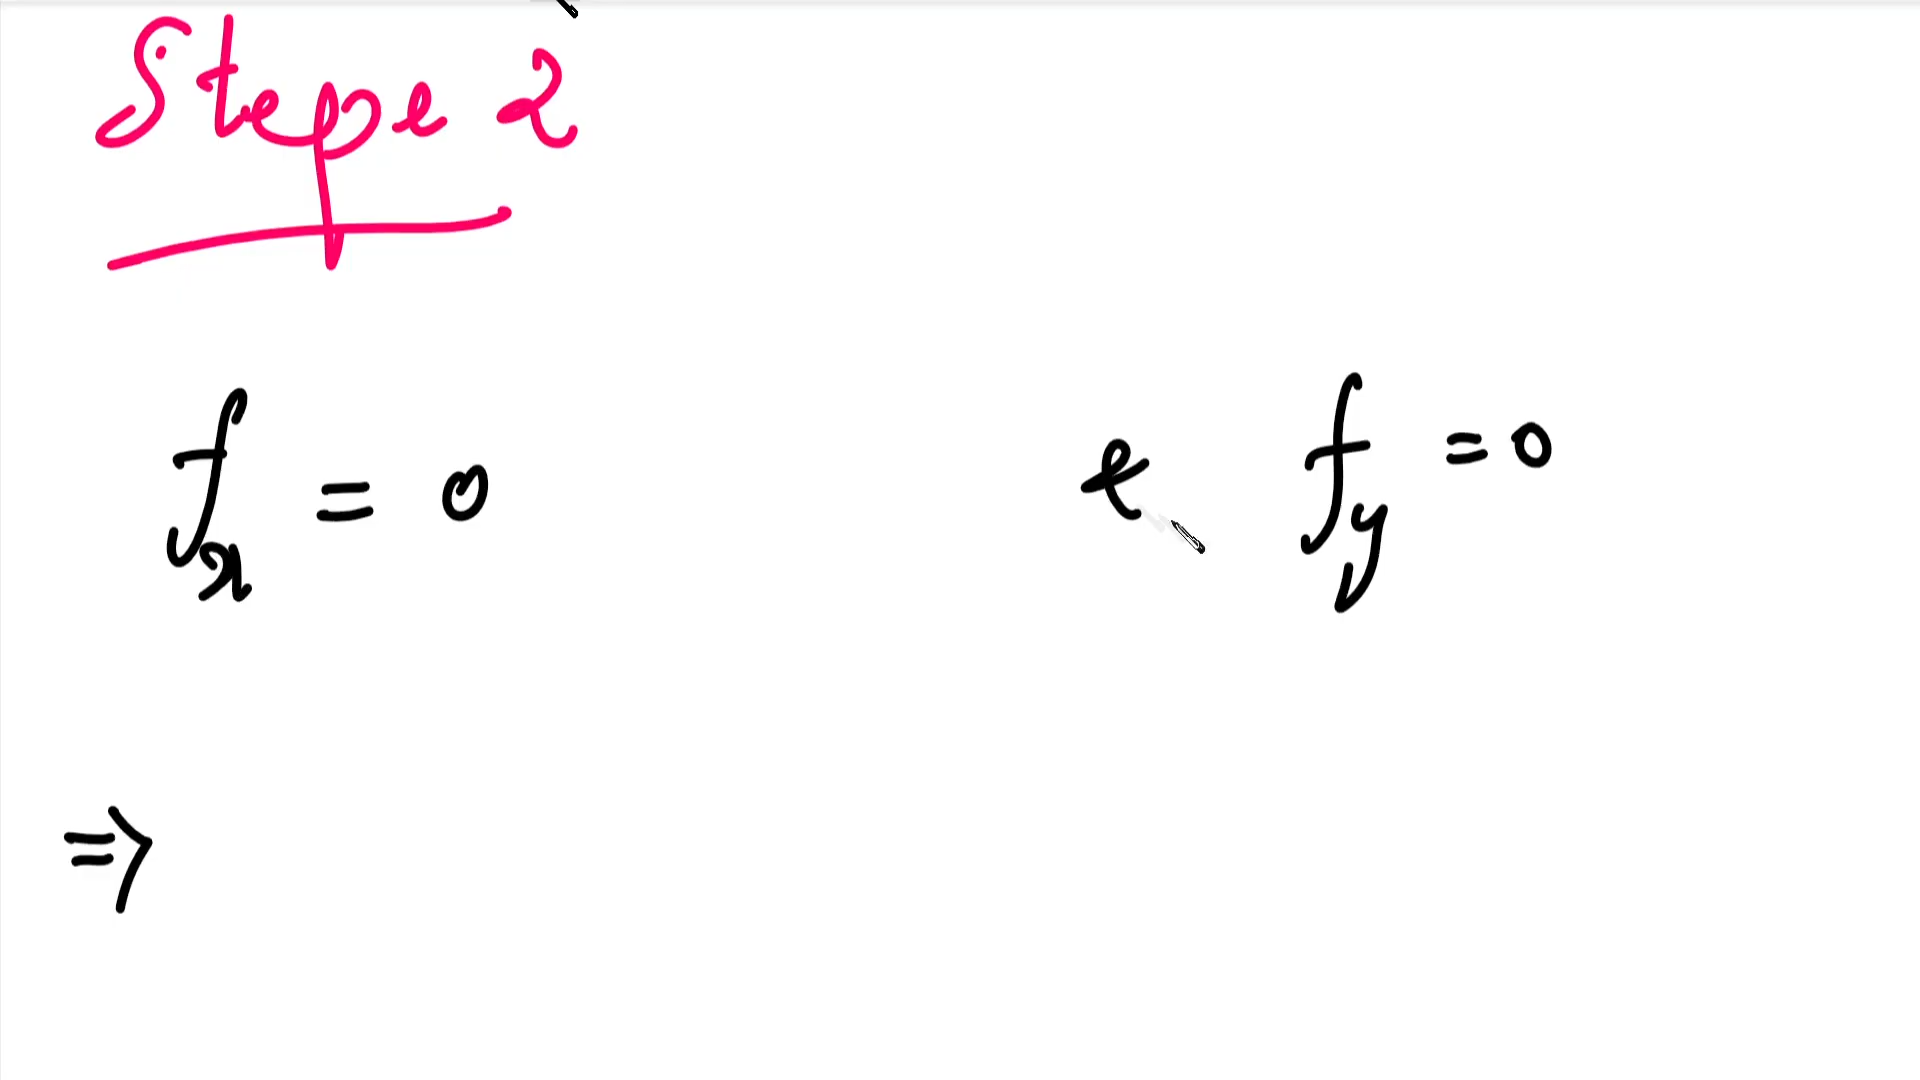 Stepe 2
fx = 0 & fy = 0
⇒